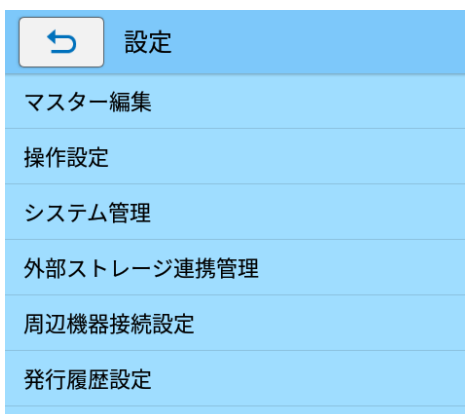 設定
マスター編集
操作設定
システム管理
外部ストレージ連携管理
周辺機器接続設定
発行履歴設定